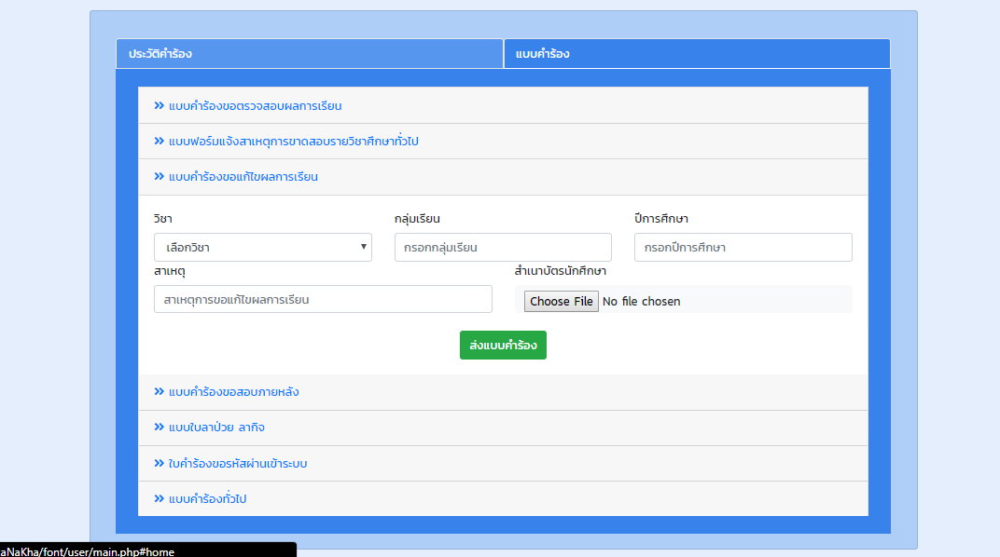 ประวัติคำร้อง
แบบคำร้อง
แบบคำร้องขอตรวจสอบผลการเรียน
แบบฟอร์มแจ้งสาเหตุการขาดสอบรายวิชาศึกษาทั่วไป
แบบคำร้องขอแก้ไขผลการเรียน
วิชา
กลุ่มเรียน
ปีการศึกษา
เลือกวิชา
กรอกกลุ่มเรียน
กรอกปีการศึกษา
สาเหตุ
สำเนาบัตรนักศึกษา
สาเหตุการขอแก้ไขผลการเรียน
Choose File No file chosen
ส่งแบบคำร้อง
แบบคำร้องขอสอบภายหลัง
แบบใบลาป่วย ลากิจ
ใบคำร้องขอรหัสผ่านเข้าระบบ
แบบคำร้องทั่วไป
aNaKha/font/user/main.php#home